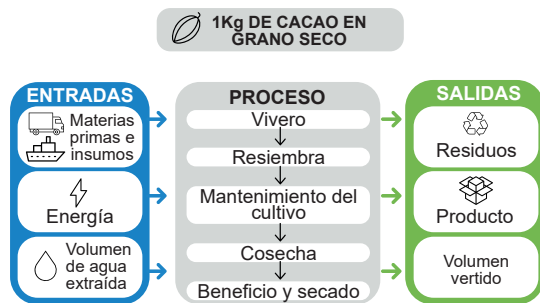 1Kg DE CACAO EN
GRANO SECO
ENTRADAS
Materias
primas e
insumos
Energía
Volumen
de agua
extraída
PROCESO
Vivero
Resiembra
Mantenimiento del
cultivo
Cosecha
Beneficio y secado
SALIDAS
Residuos
Producto
Volumen
vertido